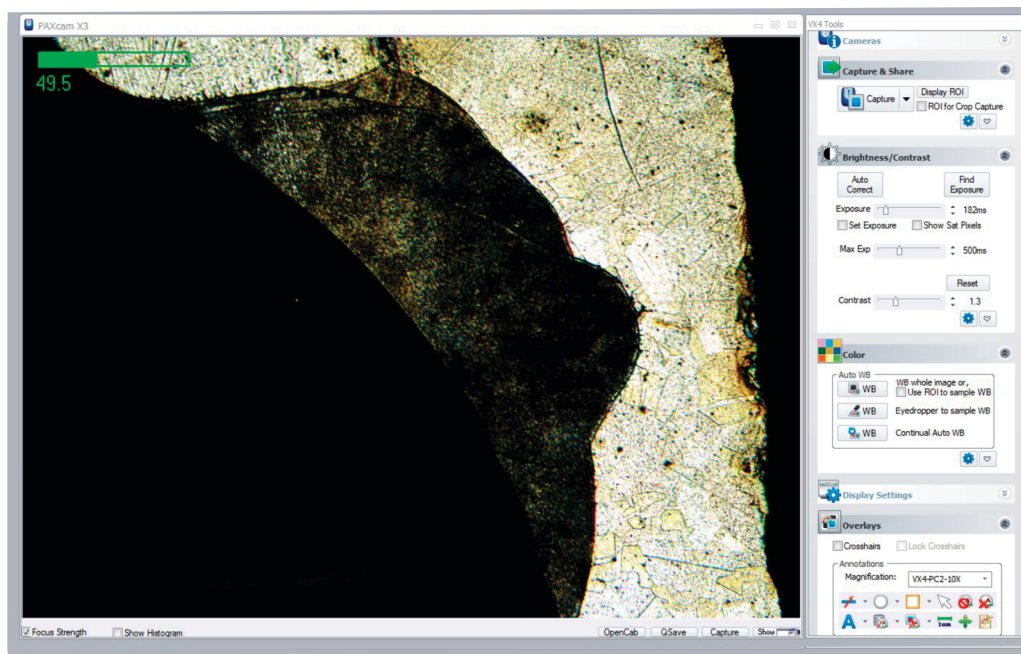 PAXcam X3
49.5
Focus Strength
Show Histogram
OpenCab
QSave
Capture
Show
VX4 Tools
Cameras
Capture & Share
Capture
Display ROI
ROI for Crop Capture
Brightness/Contrast
Auto
Correct
Find
Exposure
Exposure
182ms
Set Exposure
Show Sat Pixels
Max Exp
500ms
Reset
Contrast
1.3
Color
Auto WB
WB
WB whole image or,
Use ROI to sample WB
WB
Eyedropper to sample WB
WB
Continual Auto WB
Display Settings
Overlays
Crosshairs
Lock Crosshairs
Annotations
Magnification:
VX4-PC2-10X
A
1um